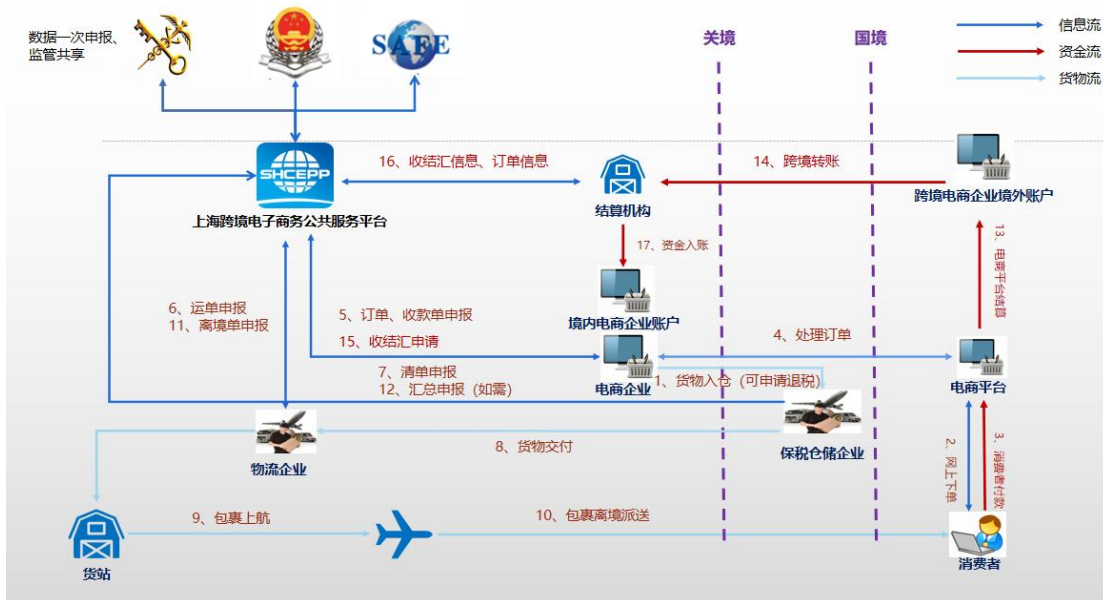 数据一次申报、
监管共享
SAFE
关境
国境
信息流
资金流
货物流
SHCEPP
上海跨境电子商务公共服务平台
16、收结汇信息、订单信息
结算机构
14、跨境转账
跨境电商企业境外账户
17、资金入账
13、电商平台结算
境内电商企业账户
6、运单申报
11、离境单申报
5、订单、收款单申报
15、收结汇申请
4、处理订单
电商企业
电商平台
7、清单申报
12、汇总申报（如需）
1、货物入仓（可申请退税）
保税仓储企业
8、货物交付
物流企业
2、网上下单
3、消费者付款
9、包裹上航
10、包裹离境派送
货站
消费者